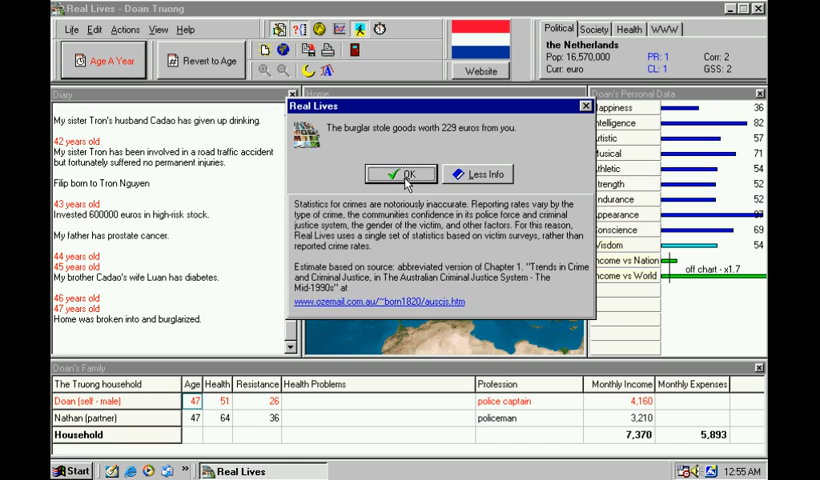 Real Lives - Doan Truong
Life Edit Actions View Help
Age A Year
Revert to Age
Website
Political Society Health WWW
the Netherlands
Pop: 16,570,000 PR: 1 Corr: 2
Curr: euro CL: 1 GSS: 2
Diary
Home
Doan's Personal Data
My sister Tron's husband Cadao has given up drinking.
42 years old
My sister Tron has been involved in a road traffic accident
but fortunately suffered no permanent injuries.
Filip born to Tron Nguyen
43 years old
Invested 600000 euros in high-risk stock.
My father has prostate cancer.
44 years old
45 years old
My brother Cadao's wife Luan has diabetes.
46 years old
47 years old
Home was broken into and burglarized.
Real Lives
The burglar stole goods worth 229 euros from you.
OK
Less Info
Statistics for crimes are notoriously inaccurate. Reporting rates vary by the
type of crime, the communities confidence in its police force and criminal
justice system, the gender of the victim, and other factors. For this reason,
Real Lives uses a single set of statistics based on victim surveys, rather than
reported crime rates.
Estimate based on source: abbreviated version of Chapter 1. "Trends in Crime
and Criminal Justice, in The Australian Criminal Justice System - The
Mid-1990s" at
www.ozemail.com.au/~born1820/auscjs.htm
appiness 36
telligence 82
tistic 57
usical 71
thletic 54
trength 52
ndurance 52
ppearance 87
onscience 69
isdom 54
come vs Nation
come vs World off chart - x1.7
Doan's Family
The Truong household Age Health Resistance Health Problems Profession Monthly Income Monthly Expenses
Doan (self - male) 47 51 26 police captain 4,160
Nathan (partner) 47 64 36 policeman 3,210
Household 7,370 5,893
Start
Real Lives
12:55 AM